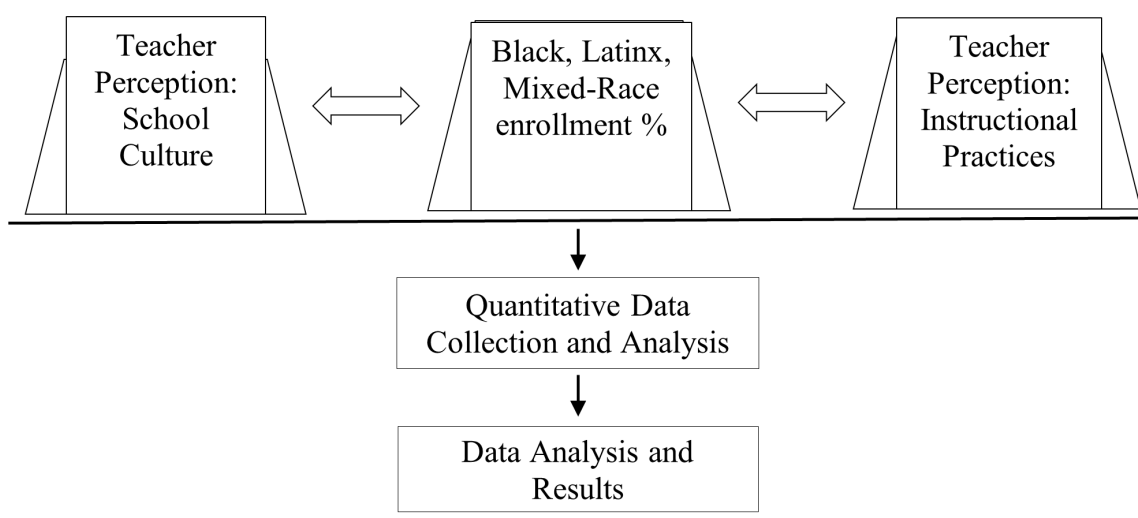 Teacher
Perception:
School
Culture
Black, Latinx,
Mixed-Race
enrollment %
Teacher
Perception:
Instructional
Practices
Quantitative Data
Collection and Analysis
Data Analysis and
Results